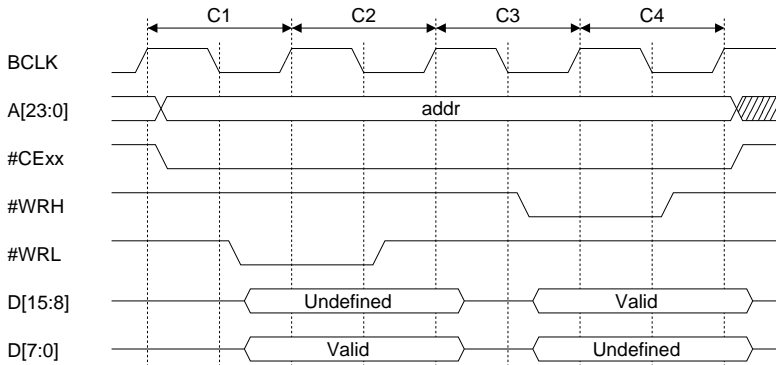 C1 C2 C3 C4
BCLK
A[23:0] addr
#CExx
#WRH
#WRL
D[15:8] Undefined Valid
D[7:0] Valid Undefined